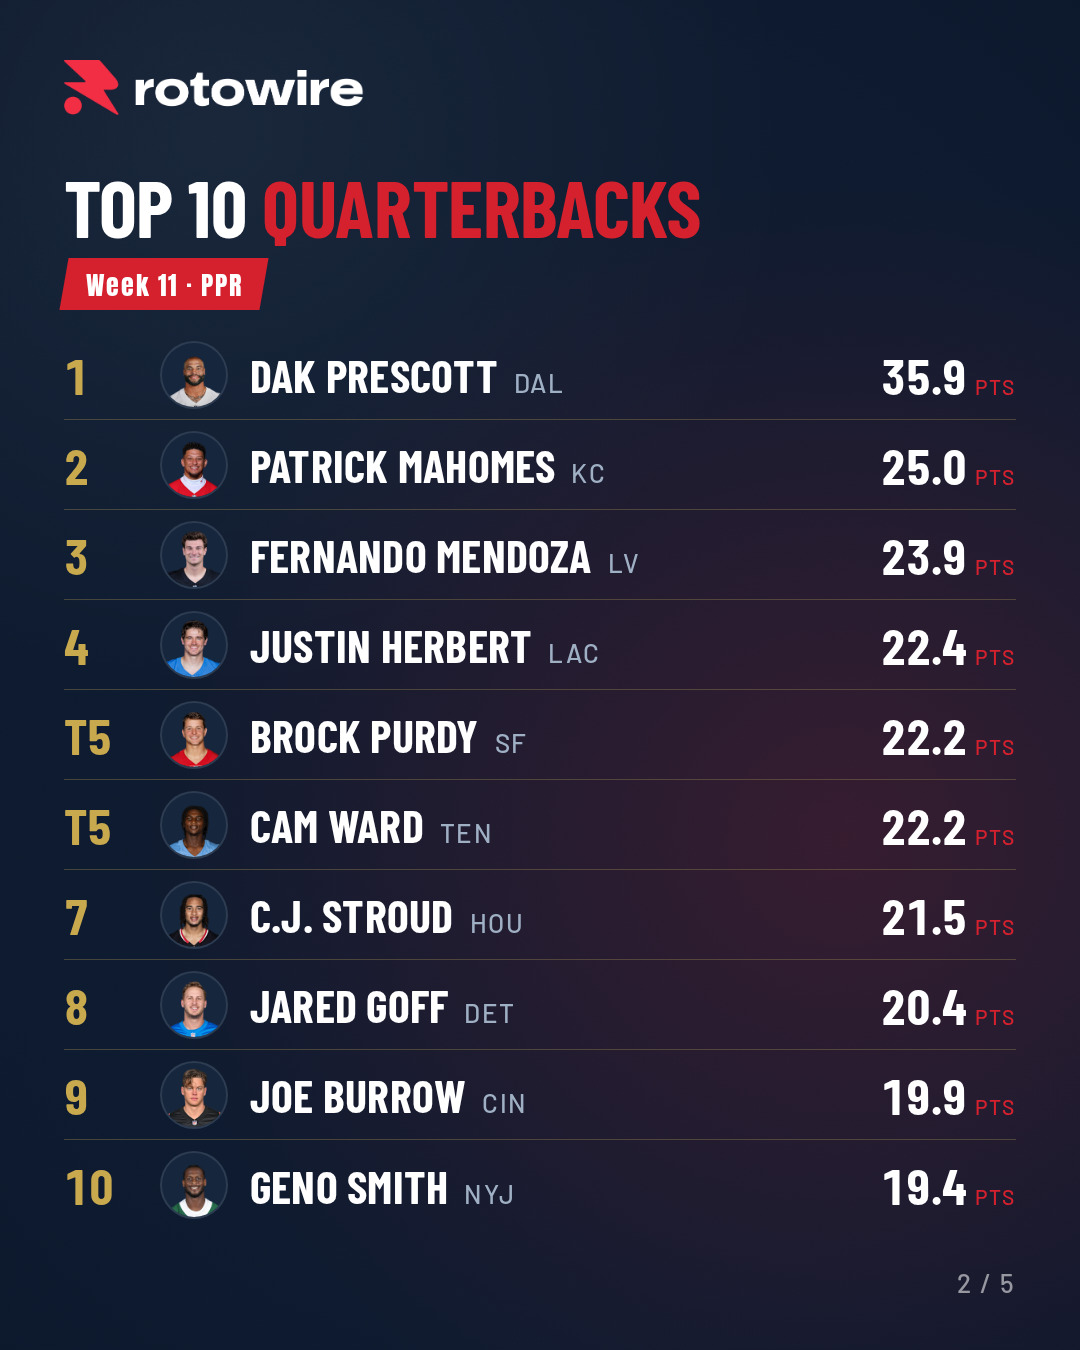 rotowire
TOP 10 QUARTERBACKS
Week 11 · PPR
1 DAK PRESCOTT DAL 35.9 PTS
2 PATRICK MAHOMES KC 25.0 PTS
3 FERNANDO MENDOZA LV 23.9 PTS
4 JUSTIN HERBERT LAC 22.4 PTS
T5 BROCK PURDY SF 22.2 PTS
T5 CAM WARD TEN 22.2 PTS
7 C.J. STROUD HOU 21.5 PTS
8 JARED GOFF DET 20.4 PTS
9 JOE BURROW CIN 19.9 PTS
10 GENO SMITH NYJ 19.4 PTS
2 / 5